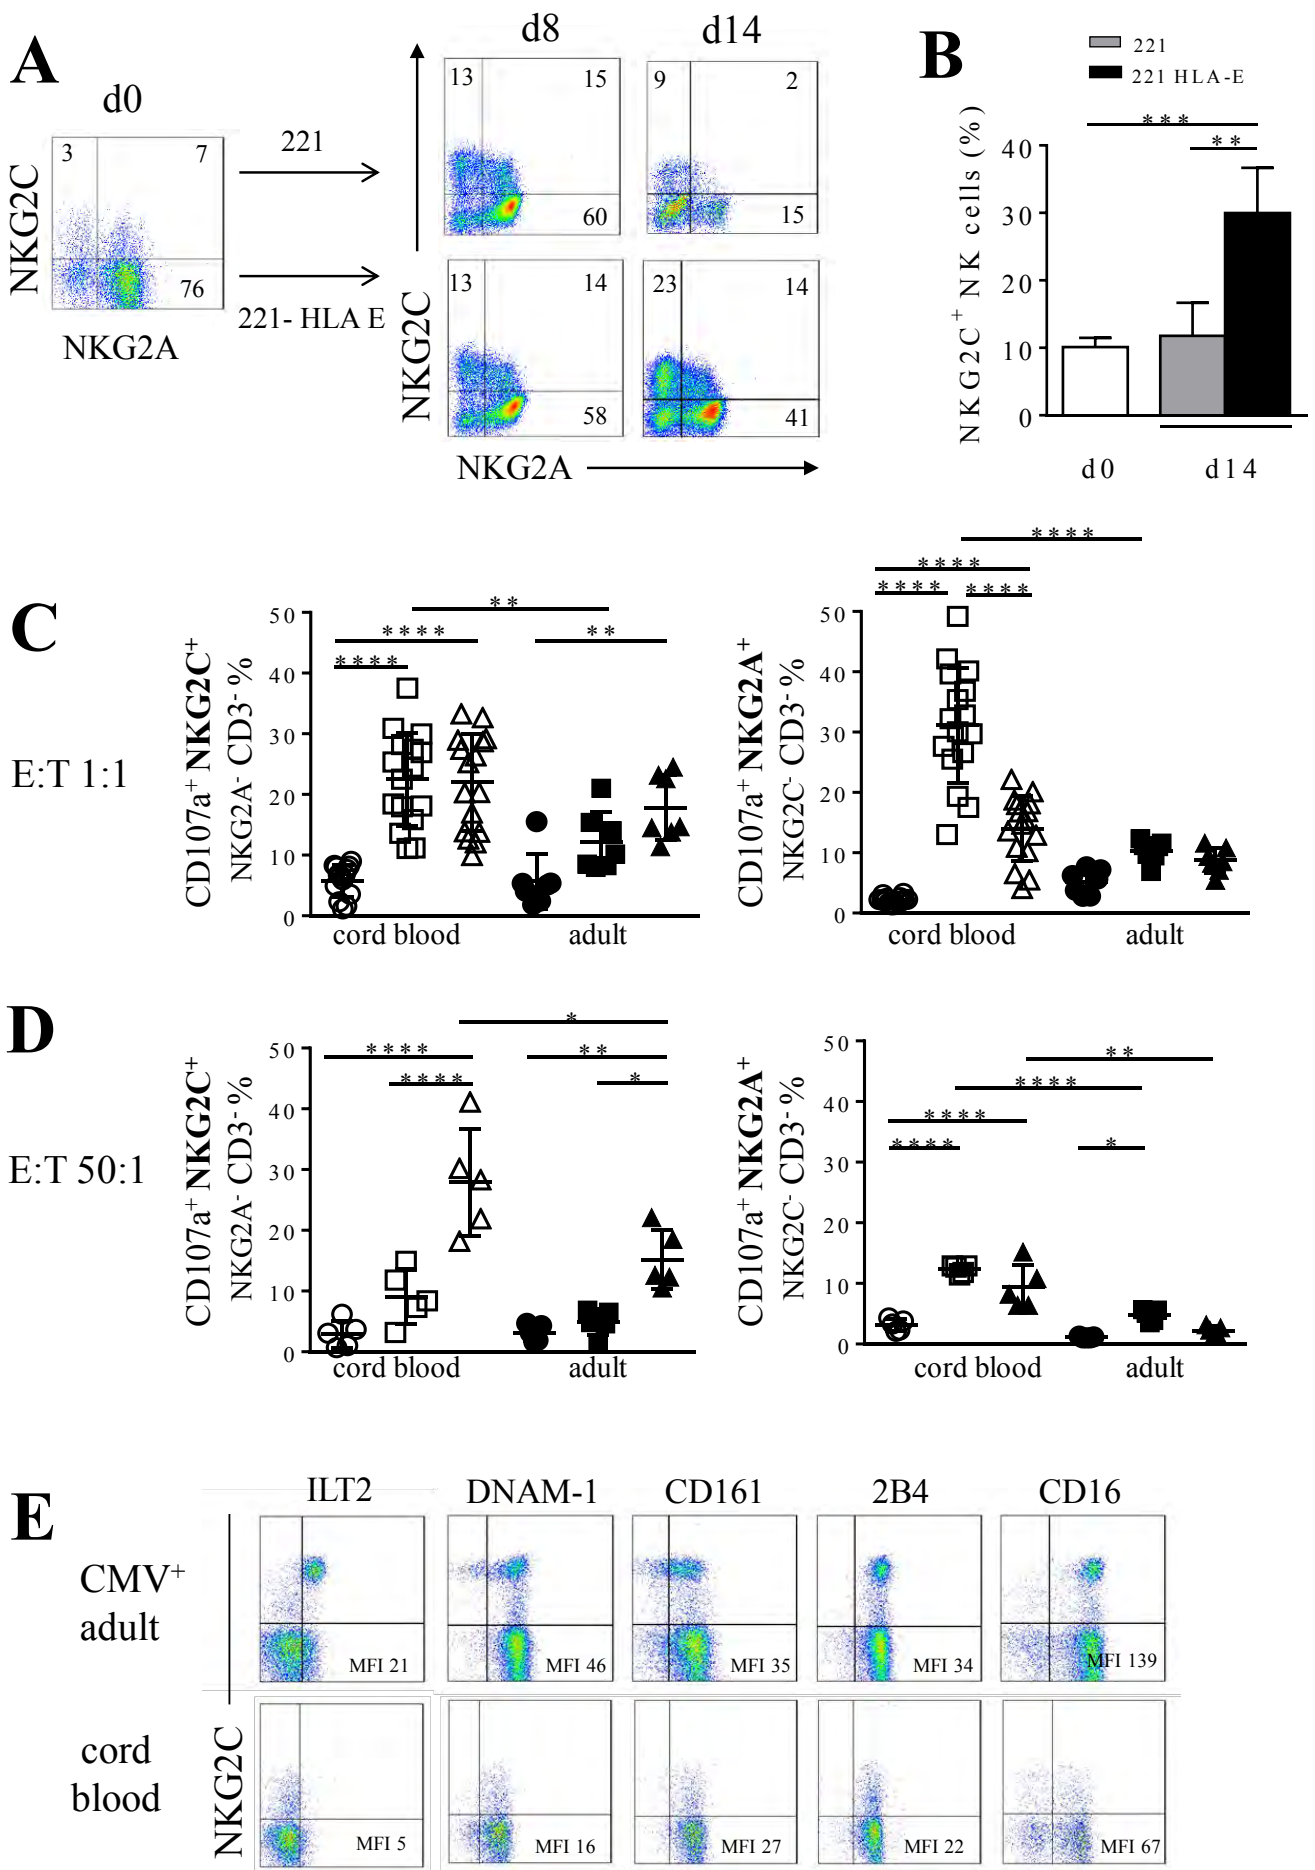 A
d0
d8
d14
3
7
76
NKG2C
NKG2A
221
221- HLA E
13
15
60
9
2
15
13
14
58
23
14
41
NKG2C
NKG2A
B
221
221 HLA-E
***
**
NKG2C+ NK cells (%)
40
30
20
10
0
d0
d14
C
E:T 1:1
CD107a+ NKG2C+
NKG2A- CD3- %
50
40
30
20
10
0
**
****
**
****
cord blood
adult
CD107a+ NKG2A+
NKG2C- CD3- %
50
40
30
20
10
0
****
****
****
****
cord blood
adult
D
E:T 50:1
CD107a+ NKG2C+
NKG2A- CD3- %
50
40
30
20
10
0
*
****
**
****
*
cord blood
adult
CD107a+ NKG2A+
NKG2C- CD3- %
50
40
30
20
10
0
**
****
****
****
*
cord blood
adult
E
ILT2
DNAM-1
CD161
2B4
CD16
CMV+
adult
MFI 21
MFI 46
MFI 35
MFI 34
MFI 139
NKG2C
cord
blood
MFI 5
MFI 16
MFI 27
MFI 22
MFI 67